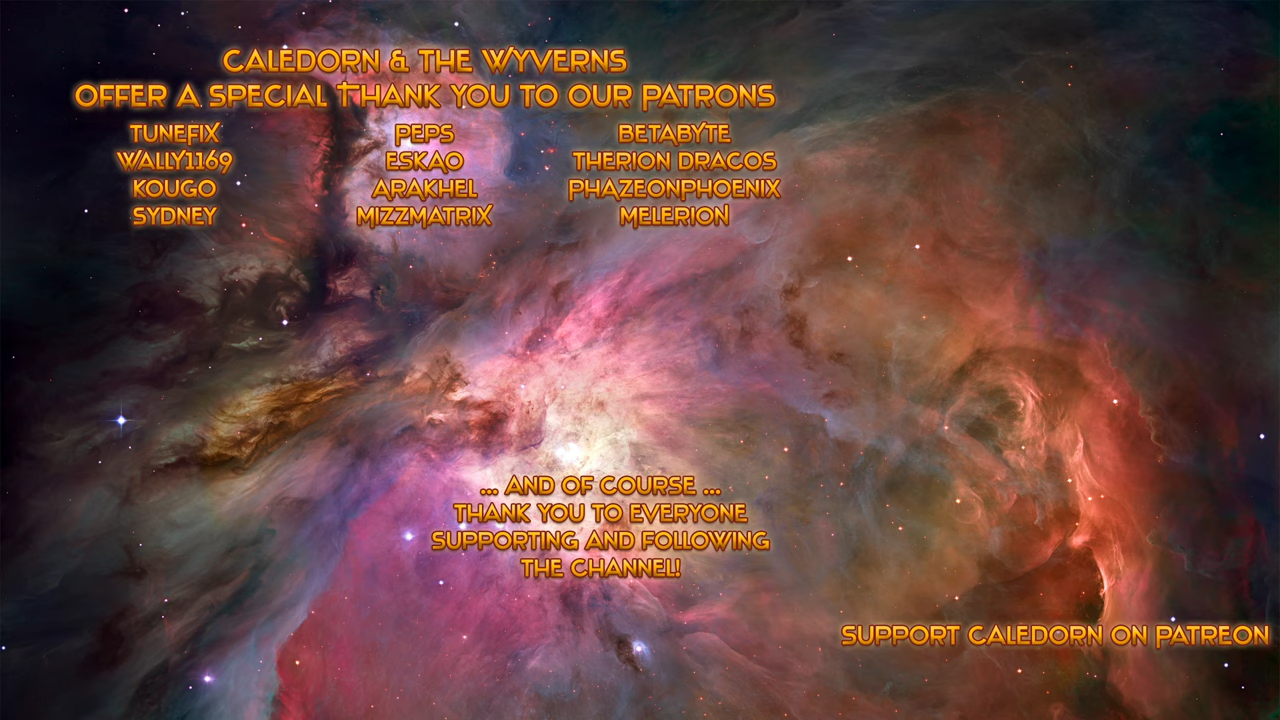 CALEDORN & THE WYVERNS
OFFER A SPECIAL THANK YOU TO OUR PATRONS
TUNEFIX PEPS BETABYTE
WALLY1169 ESKAO THERION DRACOS
KOUGO ARAKHEL PHAZEONPHOENIX
SYDNEY MIZZMATRIX MELERION
... AND OF COURSE ...
THANK YOU TO EVERYONE
SUPPORTING AND FOLLOWING
THE CHANNEL!
SUPPORT CALEDORN ON PATREON